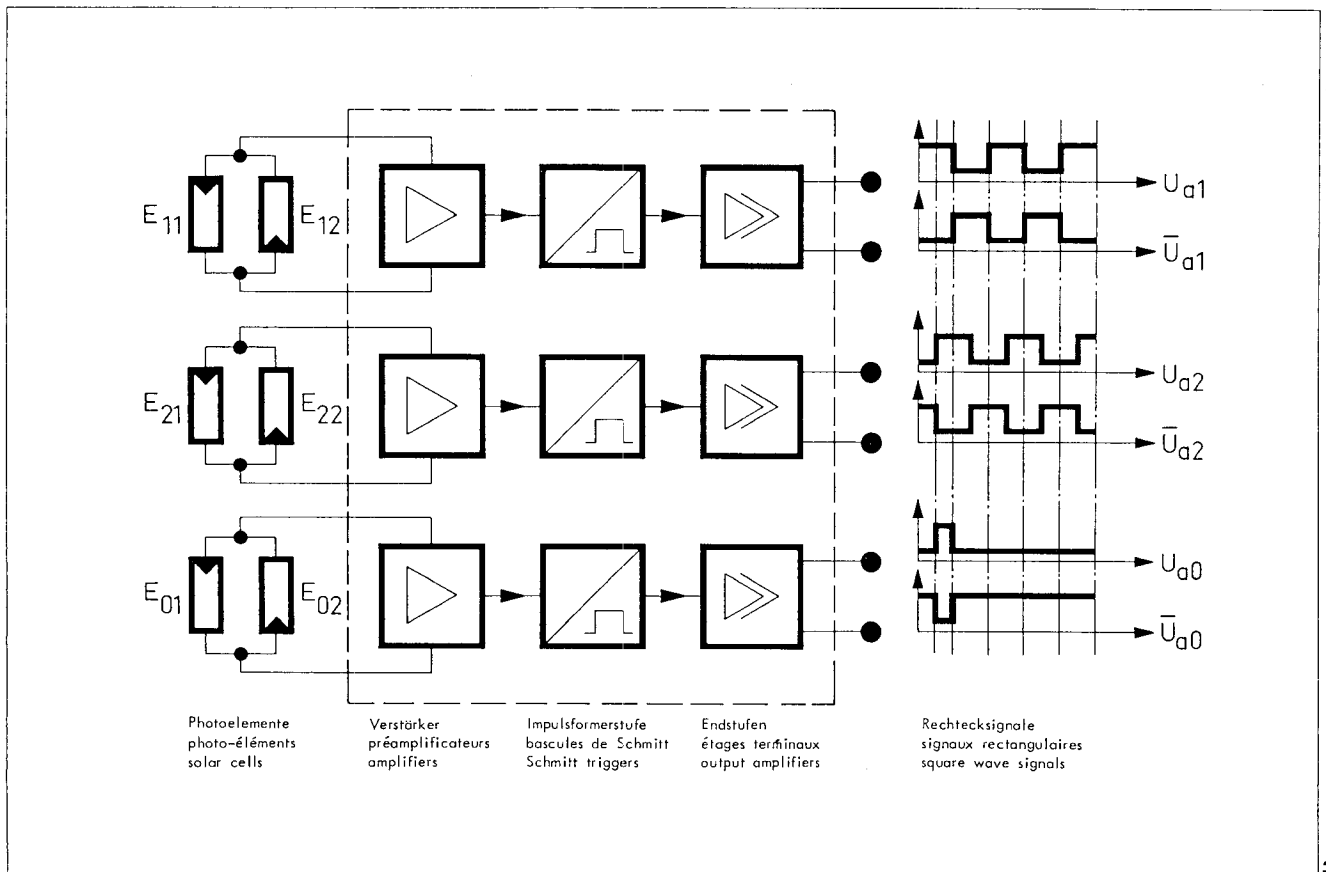 E11
E12
Ua1
Ūa1
E21
E22
Ua2
Ūa2
E01
E02
Ua0
Ūa0
Photoelemente
photo-éléments
solar cells
Verstärker
préamplificateurs
amplifiers
Impulsformerstufe
bascules de Schmitt
Schmitt triggers
Endstufen
étages terminaux
output amplifiers
Rechtecksignale
signaux rectangulaires
square wave signals